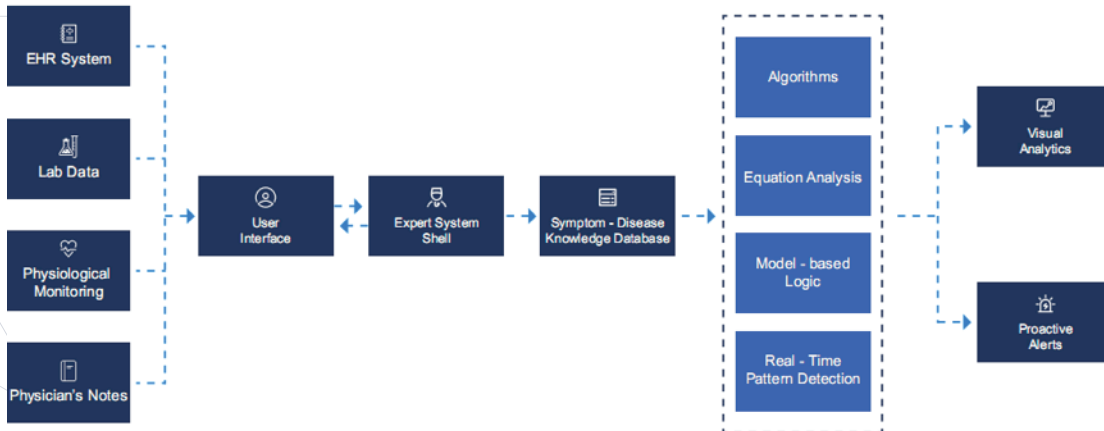 EHR System
Lab Data
Physiological
Monitoring
Physician's Notes
User
Interface
Expert System
Shell
Symptom - Disease
Knowledge Database
Algorithms
Equation Analysis
Model - based
Logic
Real - Time
Pattern Detection
Visual
Analytics
Proactive
Alerts